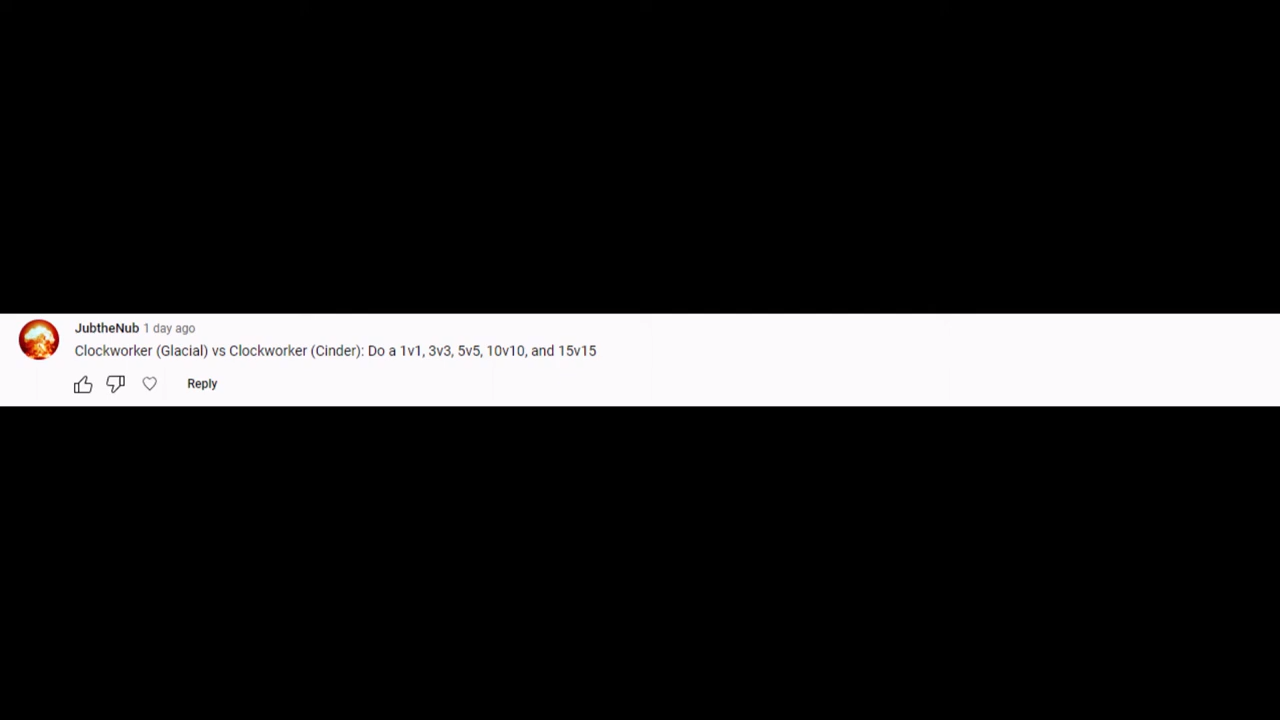 JubtheNub 1 day ago
Clockworker (Glacial) vs Clockworker (Cinder): Do a 1v1, 3v3, 5v5, 10v10, and 15v15
Reply